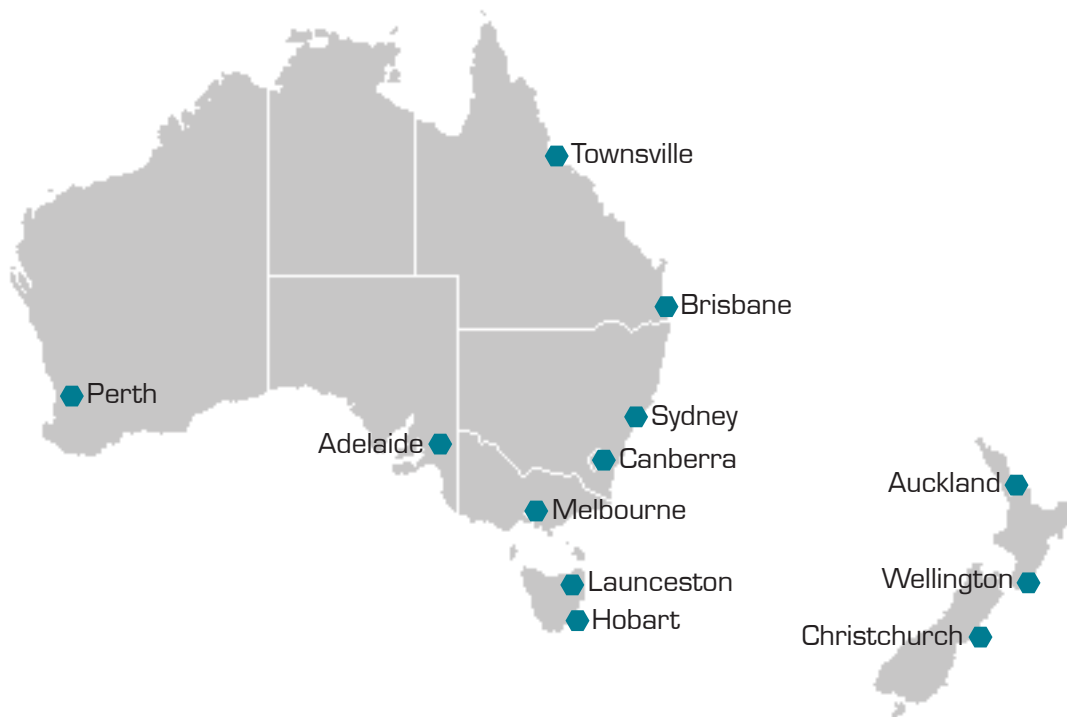 Townsville
Brisbane
Perth
Sydney
Adelaide
Canberra
Auckland
Melbourne
Wellington
Launceston
Hobart
Christchurch